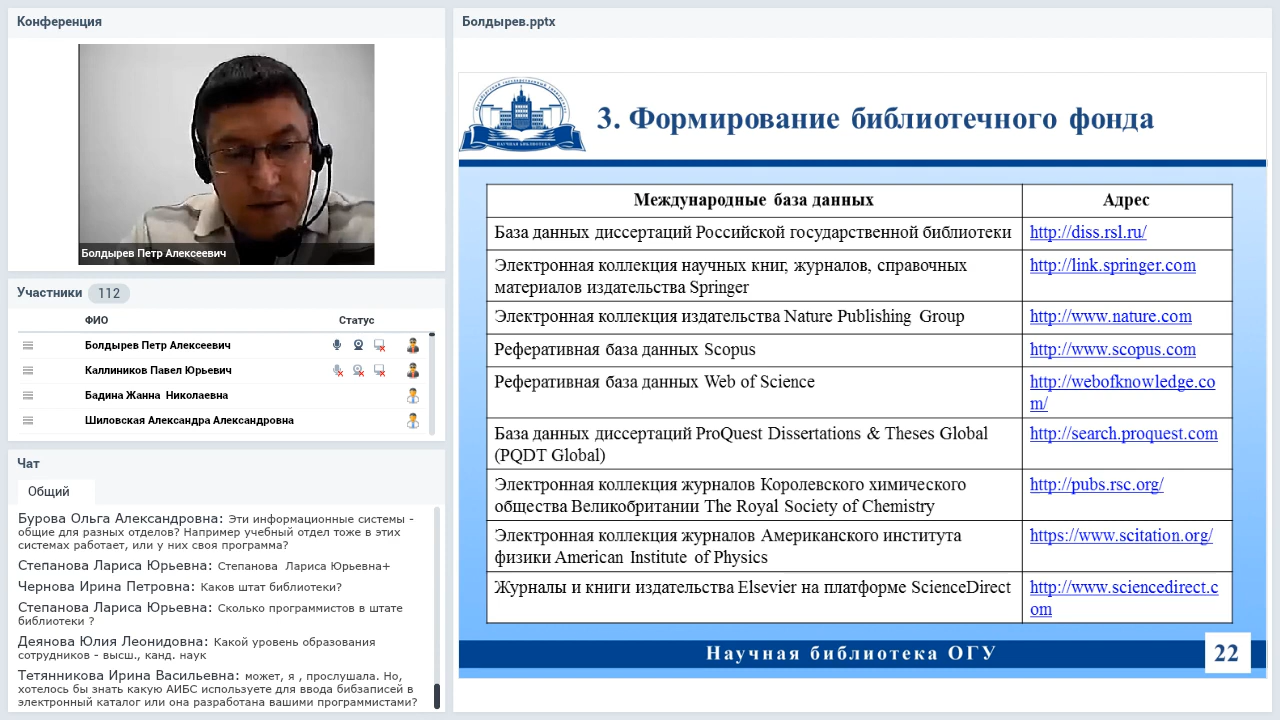 Конференция
Болдырев Петр Алексеевич
Участники 112
ФИО Статус
Болдырев Петр Алексеевич
Каллиников Павел Юрьевич
Бадина Жанна Николаевна
Шиловская Александра Александровна
Чат
Общий
Бурова Ольга Александровна: Эти информационные системы -
общие для разных отделов? Например учебный отдел тоже в этих
системах работает, или у них своя программа?
Степанова Лариса Юрьевна: Степанова Лариса Юрьевна+
Чернова Ирина Петровна: Каков штат библиотеки?
Степанова Лариса Юрьевна: Сколько программистов в штате
библиотеки ?
Деянова Юлия Леонидовна: Какой уровень образования
сотрудников - высш., канд. наук
Тетянникова Ирина Васильевна: может, я , прослушала. Но,
хотелось бы знать какую АИБС используете для ввода бибзаписей в
электронный каталог или она разработана вашими программистами?
Болдырев.pptx
НАУЧНАЯ БИБЛИОТЕКА
3. Формирование библиотечного фонда
Международные база данных Адрес
База данных диссертаций Российской государственной библиотеки http://diss.rsl.ru/
Электронная коллекция научных книг, журналов, справочных http://link.springer.com
материалов издательства Springer
Электронная коллекция издательства Nature Publishing Group http://www.nature.com
Реферативная база данных Scopus http://www.scopus.com
Реферативная база данных Web of Science http://webofknowledge.co
m/
База данных диссертаций ProQuest Dissertations & Theses Global http://search.proquest.com
(PQDT Global)
Электронная коллекция журналов Королевского химического http://pubs.rsc.org/
общества Великобритании The Royal Society of Chemistry
Электронная коллекция журналов Американского института https://www.scitation.org/
физики American Institute of Physics
Журналы и книги издательства Elsevier на платформе ScienceDirect http://www.sciencedirect.c
om
Научная библиотека ОГУ 22